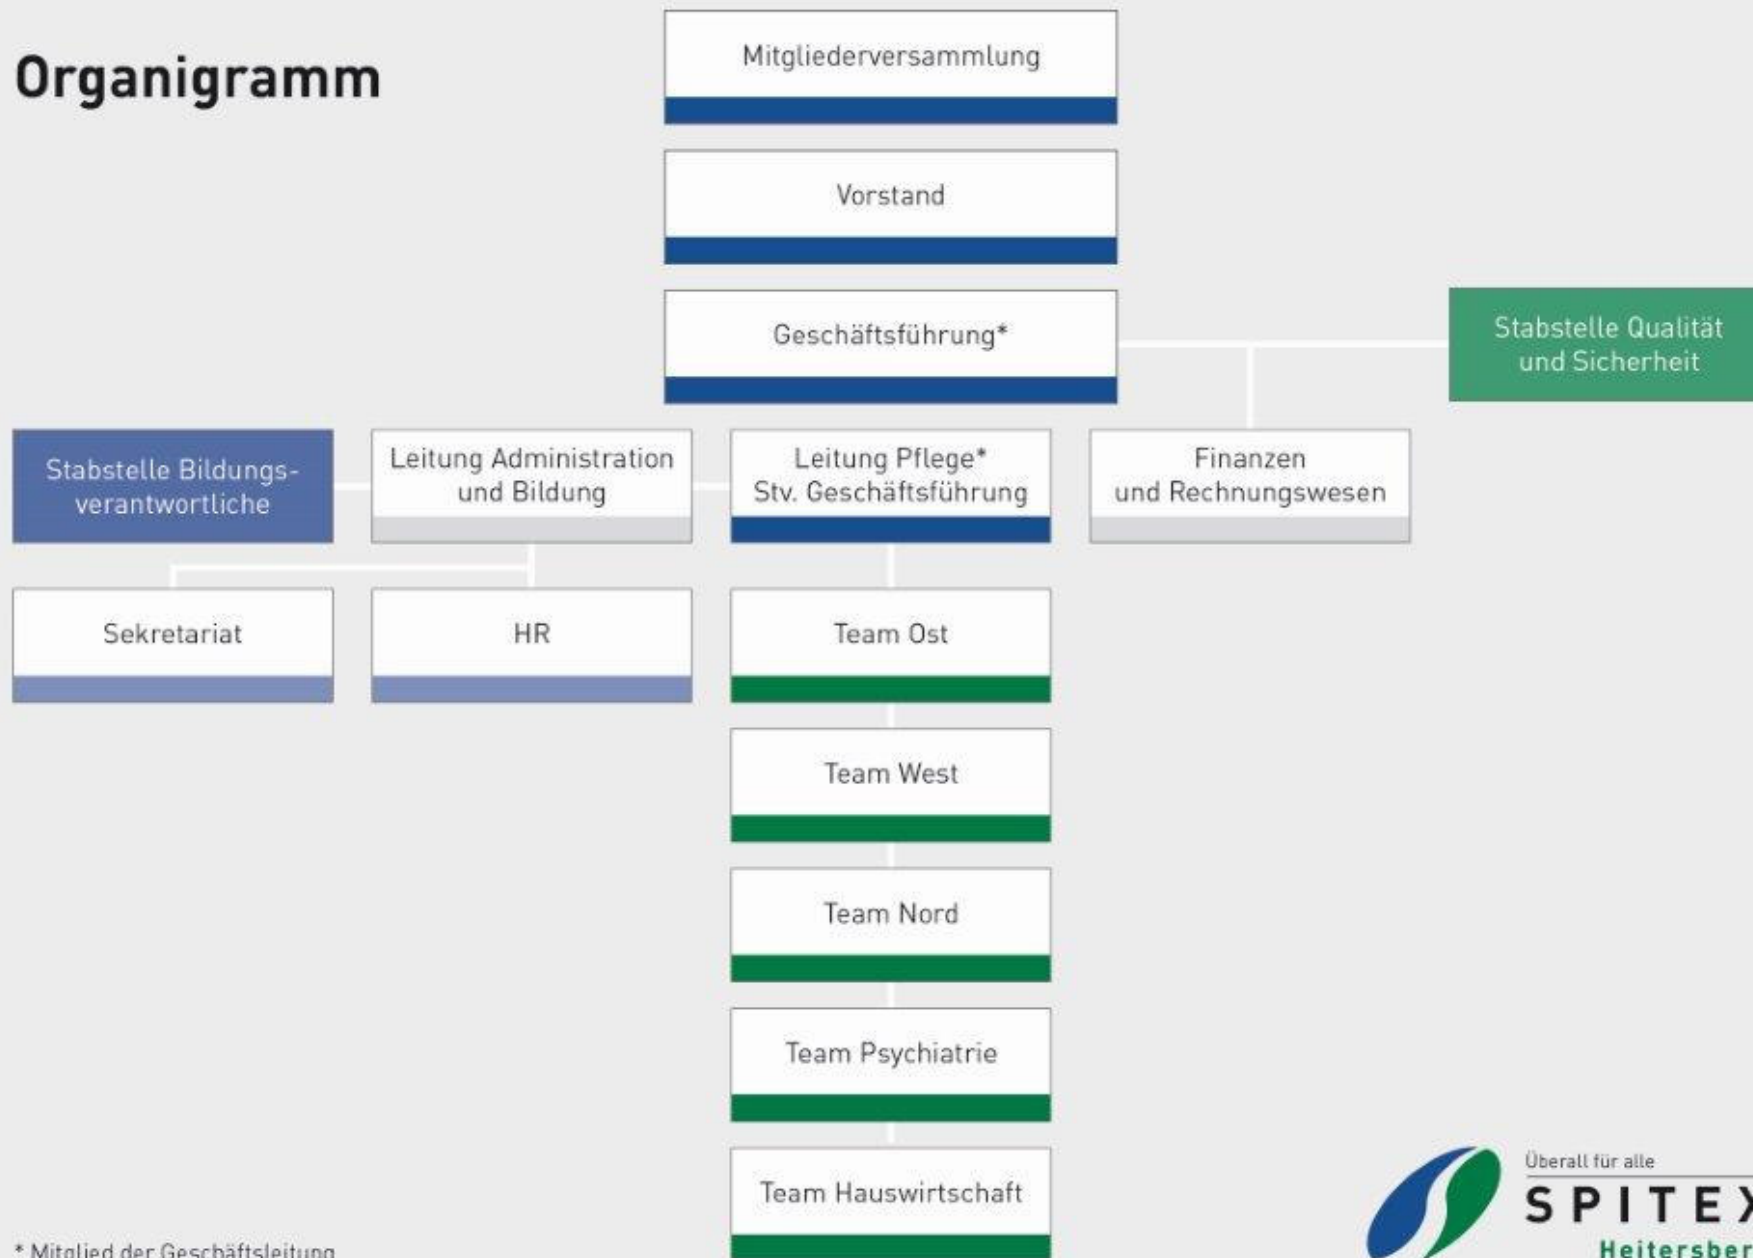 Organigramm
Mitgliederversammlung
Vorstand
Geschäftsführung*
Stabstelle Qualität
und Sicherheit
Stabstelle Bildungs-
verantwortliche
Leitung Administration
und Bildung
Leitung Pflege*
Stv. Geschäftsführung
Finanzen
und Rechnungswesen
Sekretariat
HR
Team Ost
Team West
Team Nord
Team Psychiatrie
Team Hauswirtschaft
* Mitglied der Geschäftsleitung
Überall für alle
SPITEX
Heitersber